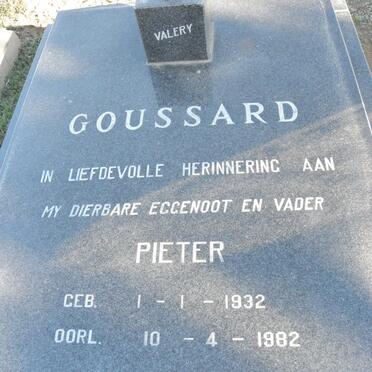 VALERY
GOUSSARD
IN LIEFDEVOLLE HERINNERING AAN
MY DIERBARE EGGENOOT EN VADER
PIETER
GEB. 1 - 1 - 1932
OORL. 10 - 4 - 1982